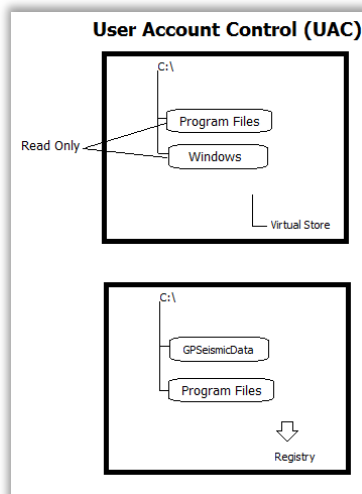 User Account Control (UAC)
C:\
Program Files
Read Only
Windows
Virtual Store
C:\
GPSeismicData
Program Files
Registry